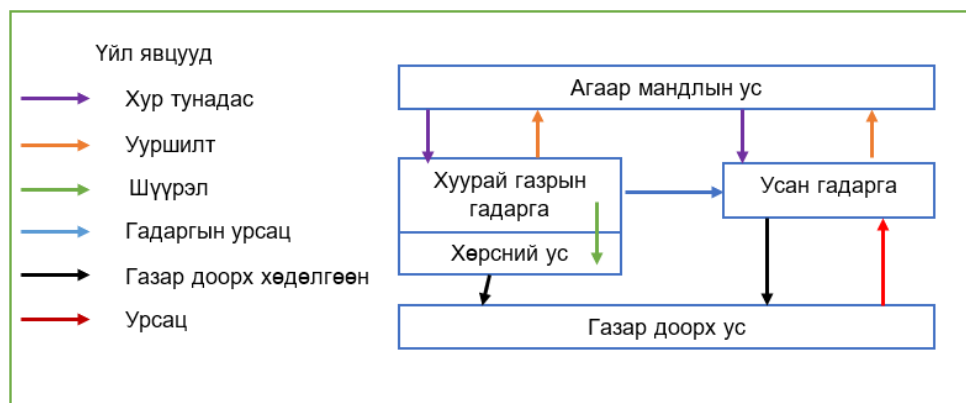 Үйл явцууд
Хур тунадас
Ууршилт
Шүүрэл
Гадаргын урсац
Газар доорх хөдөлгөөн
Урсац
Агаар мандлын ус
Хуурай газрын
гадарга
Хөрсний ус
Усан гадарга
Газар доорх ус